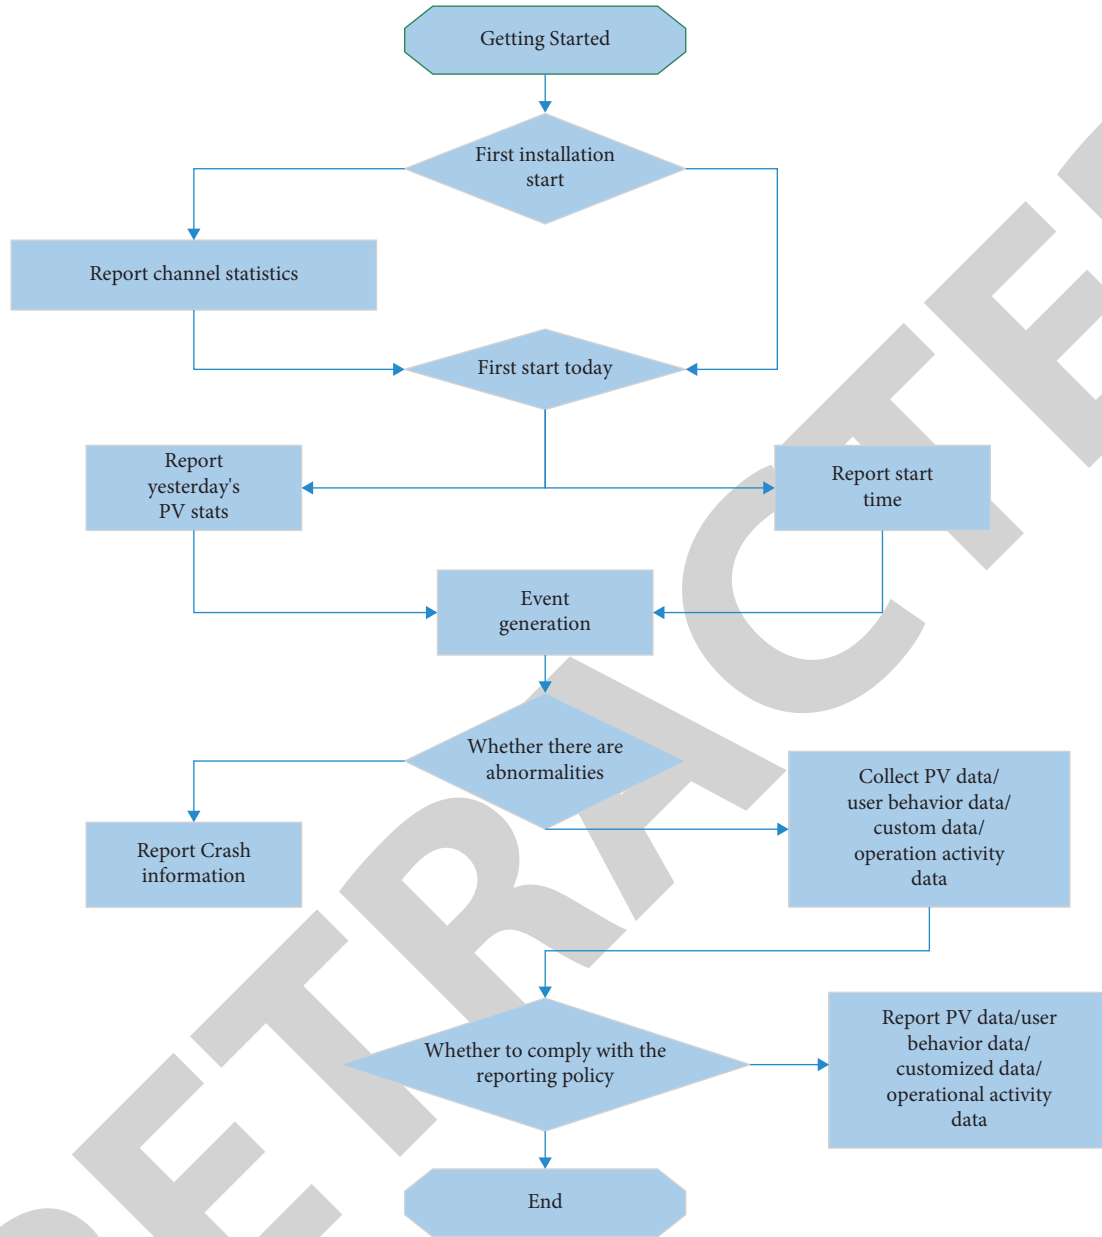 Getting Started
First installation
start
Report channel statistics
First start today
Report
yesterday's
PV stats
Report start
time
Event
generation
Whether there are
abnormalities
Collect PV data/
user behavior data/
custom data/
operation activity
data
Report Crash
information
Whether to comply with the
reporting policy
Report PV data/user
behavior data/
customized data/
operational activity
data
End
RETRACTE